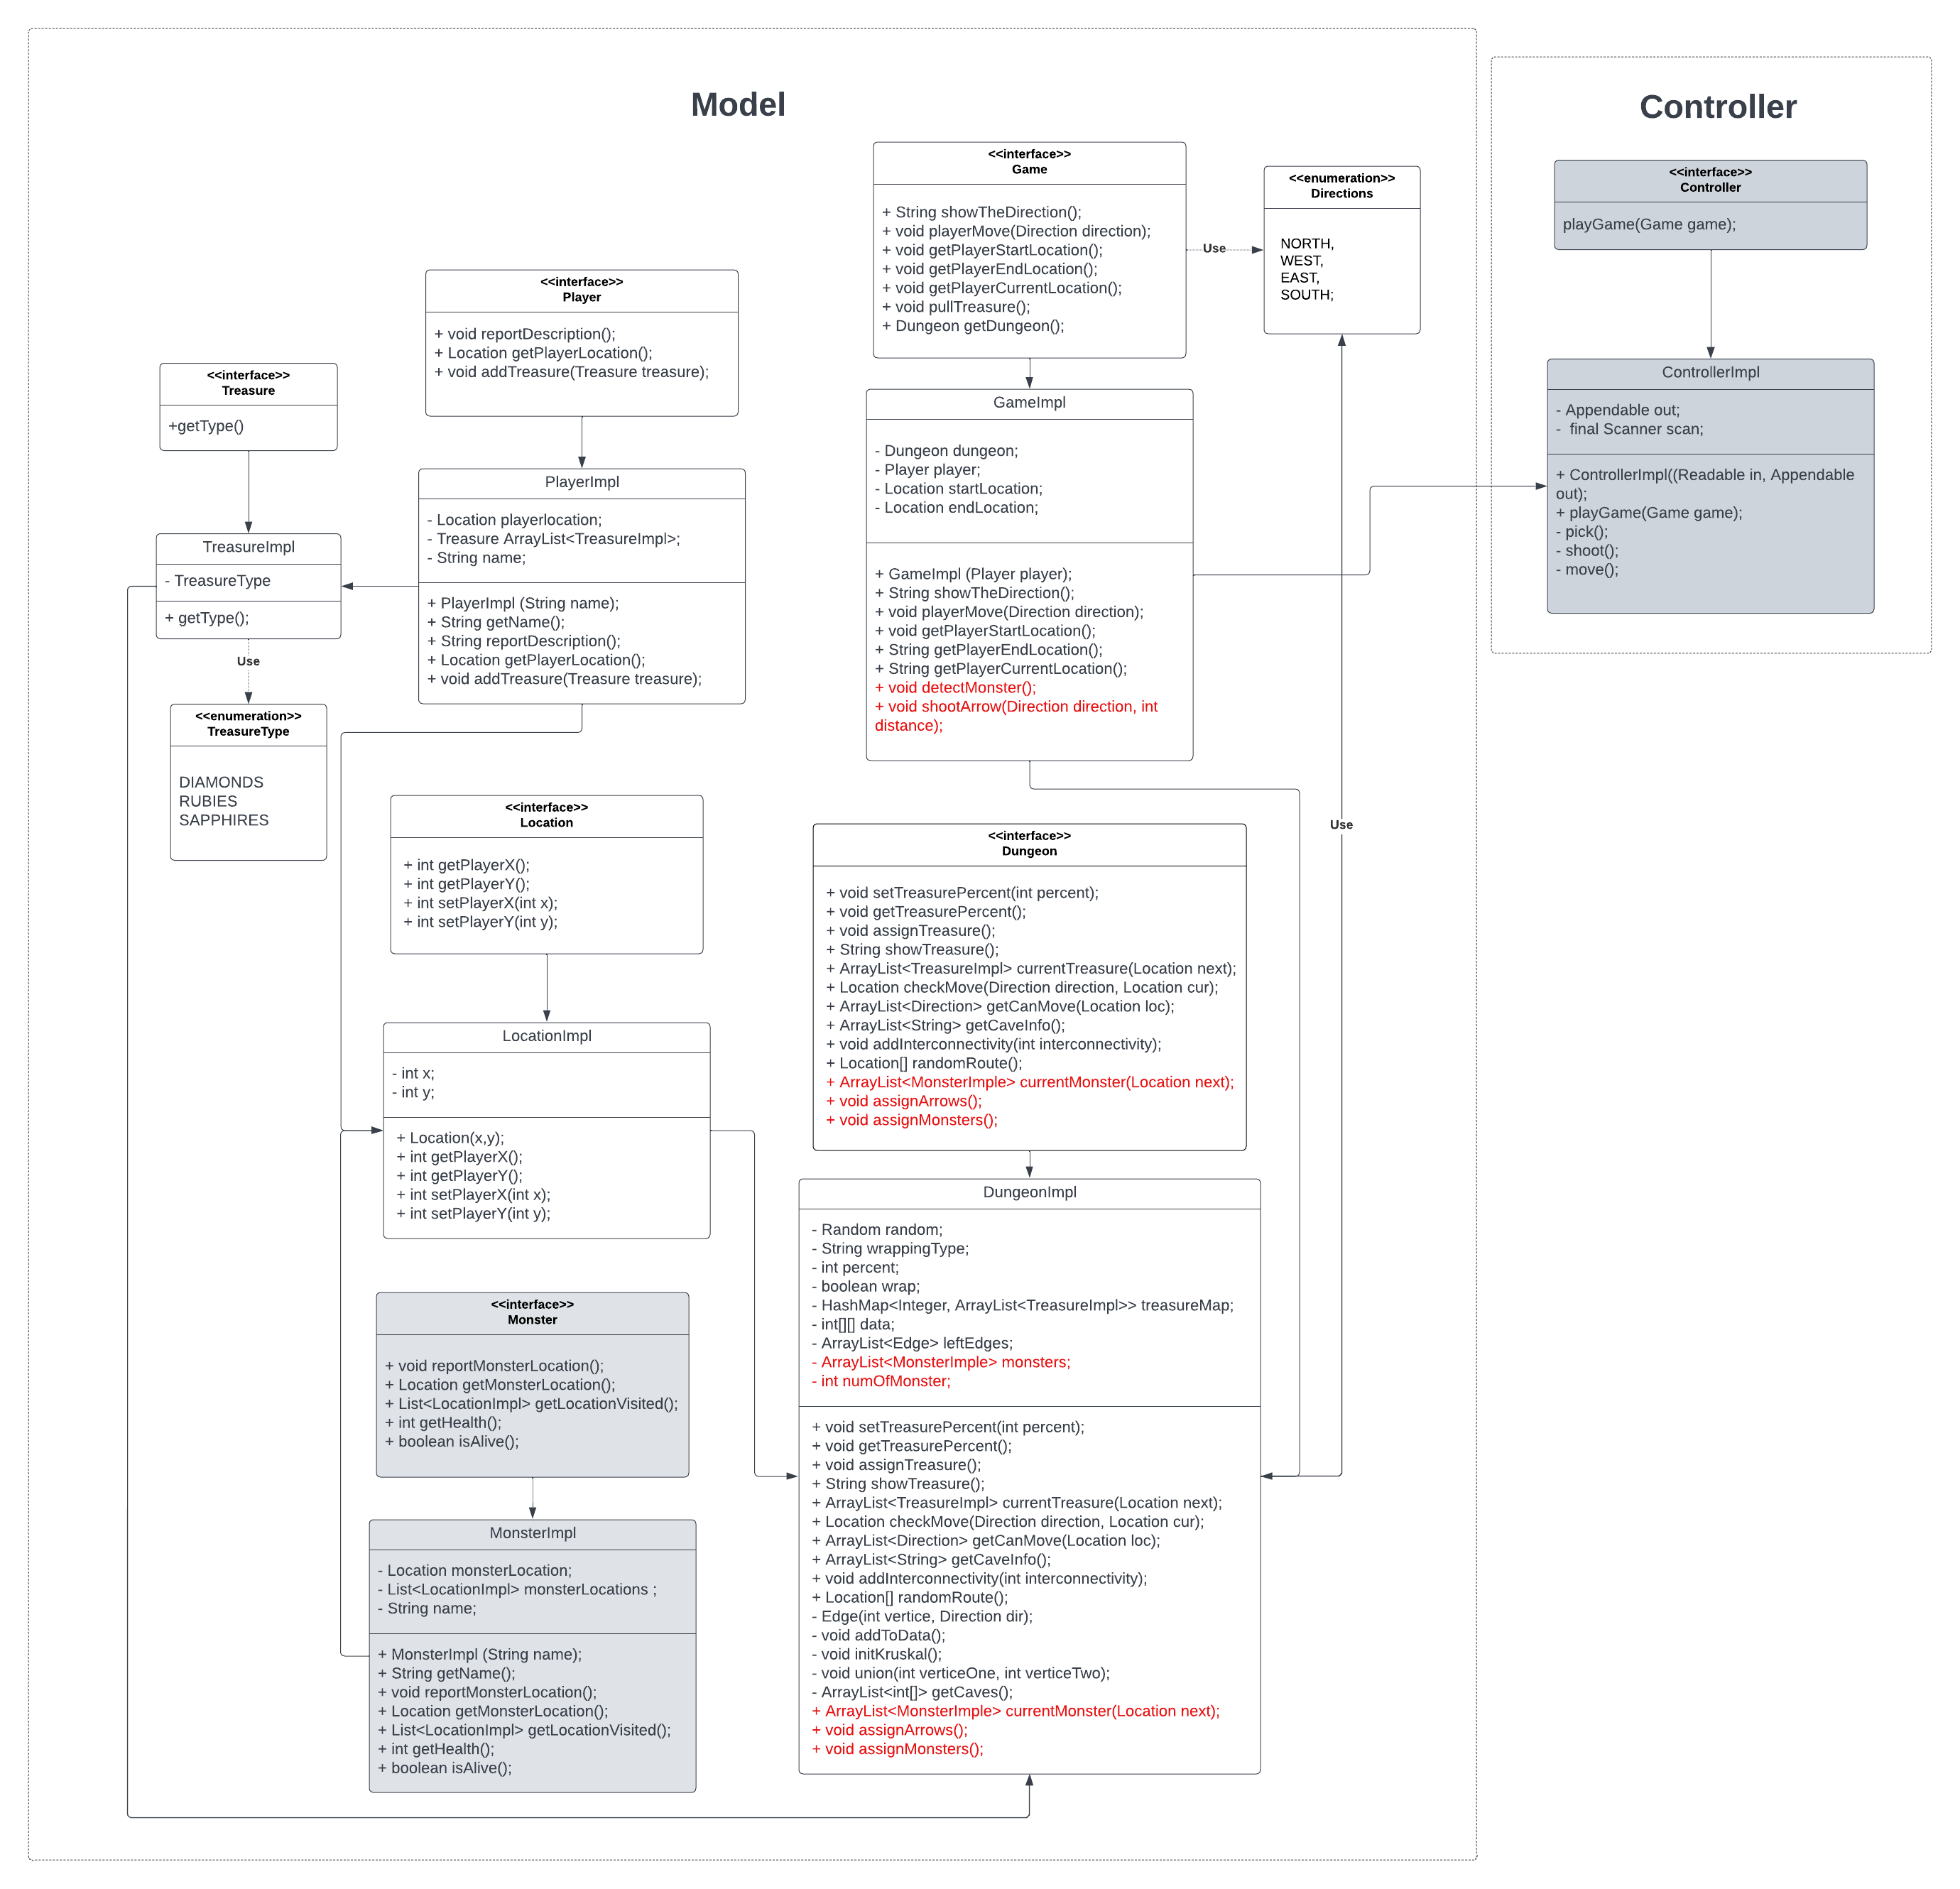 Model
Controller
<<interface>>
Game
+ String showTheDirection();
+ void playerMove(Direction direction);
+ void getPlayerStartLocation();
+ void getPlayerEndLocation();
+ void getPlayerCurrentLocation();
+ void pullTreasure();
+ Dungeon getDungeon();
Use
<<enumeration>>
Directions
NORTH,
WEST,
EAST,
SOUTH;
<<interface>>
Controller
playGame(Game game);
<<interface>>
Player
+ void reportDescription();
+ Location getPlayerLocation();
+ void addTreasure(Treasure treasure);
<<interface>>
Treasure
+getType()
GameImpl
- Dungeon dungeon;
- Player player;
- Location startLocation;
- Location endLocation;
+ GameImpl (Player player);
+ String showTheDirection();
+ void playerMove(Direction direction);
+ void getPlayerStartLocation();
+ String getPlayerEndLocation();
+ String getPlayerCurrentLocation();
+ void detectMonster();
+ void shootArrow(Direction direction, int
distance);
ControllerImpl
- Appendable out;
-  final Scanner scan;
+ ControllerImpl((Readable in, Appendable
out);
+ playGame(Game game);
- pick();
- shoot();
- move();
PlayerImpl
- Location playerlocation;
- Treasure ArrayList<TreasureImpl>;
- String name;
+ PlayerImpl (String name);
+ String getName();
+ String reportDescription();
+ Location getPlayerLocation();
+ void addTreasure(Treasure treasure);
TreasureImpl
- TreasureType
+ getType();
Use
<<enumeration>>
TreasureType
DIAMONDS
RUBIES
SAPPHIRES
<<interface>>
Location
+ int getPlayerX();
+ int getPlayerY();
+ int setPlayerX(int x);
+ int setPlayerY(int y);
<<interface>>
Dungeon
+ void setTreasurePercent(int percent);
+ void getTreasurePercent();
+ void assignTreasure();
+ String showTreasure();
+ ArrayList<TreasureImpl> currentTreasure(Location next);
+ Location checkMove(Direction direction, Location cur);
+ ArrayList<Direction> getCanMove(Location loc);
+ ArrayList<String> getCaveInfo();
+ void addInterconnectivity(int interconnectivity);
+ Location[] randomRoute();
+ ArrayList<MonsterImple> currentMonster(Location next);
+ void assignArrows();
+ void assignMonsters();
Use
LocationImpl
- int x;
- int y;
+ Location(x,y);
+ int getPlayerX();
+ int getPlayerY();
+ int setPlayerX(int x);
+ int setPlayerY(int y);
DungeonImpl
- Random random;
- String wrappingType;
- int percent;
- boolean wrap;
- HashMap<Integer, ArrayList<TreasureImpl>> treasureMap;
- int[][] data;
- ArrayList<Edge> leftEdges;
- ArrayList<MonsterImple> monsters;
- int numOfMonster;
+ void setTreasurePercent(int percent);
+ void getTreasurePercent();
+ void assignTreasure();
+ String showTreasure();
+ ArrayList<TreasureImpl> currentTreasure(Location next);
+ Location checkMove(Direction direction, Location cur);
+ ArrayList<Direction> getCanMove(Location loc);
+ ArrayList<String> getCaveInfo();
+ void addInterconnectivity(int interconnectivity);
+ Location[] randomRoute();
- Edge(int vertice, Direction dir);
- void addToData();
- void initKruskal();
- void union(int verticeOne, int verticeTwo);
- ArrayList<int[]> getCaves();
+ ArrayList<MonsterImple> currentMonster(Location next);
+ void assignArrows();
+ void assignMonsters();
<<interface>>
Monster
+ void reportMonsterLocation();
+ Location getMonsterLocation();
+ List<LocationImpl> getLocationVisited();
+ int getHealth();
+ boolean isAlive();
MonsterImpl
- Location monsterLocation;
- List<LocationImpl> monsterLocations ;
- String name;
+ MonsterImpl (String name);
+ String getName();
+ void reportMonsterLocation();
+ Location getMonsterLocation();
+ List<LocationImpl> getLocationVisited();
+ int getHealth();
+ boolean isAlive();